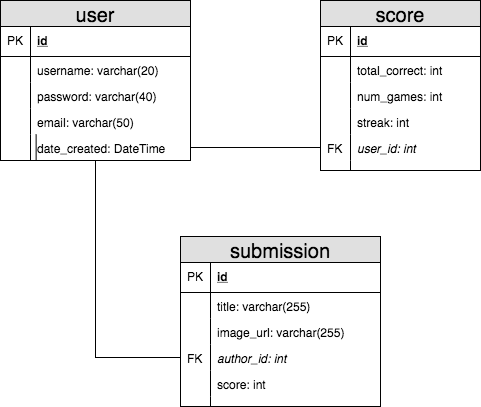 user
PK id
username: varchar(20)
password: varchar(40)
email: varchar(50)
date_created: DateTime
score
PK id
total_correct: int
num_games: int
streak: int
FK user_id: int
submission
PK id
title: varchar(255)
image_url: varchar(255)
FK author_id: int
score: int